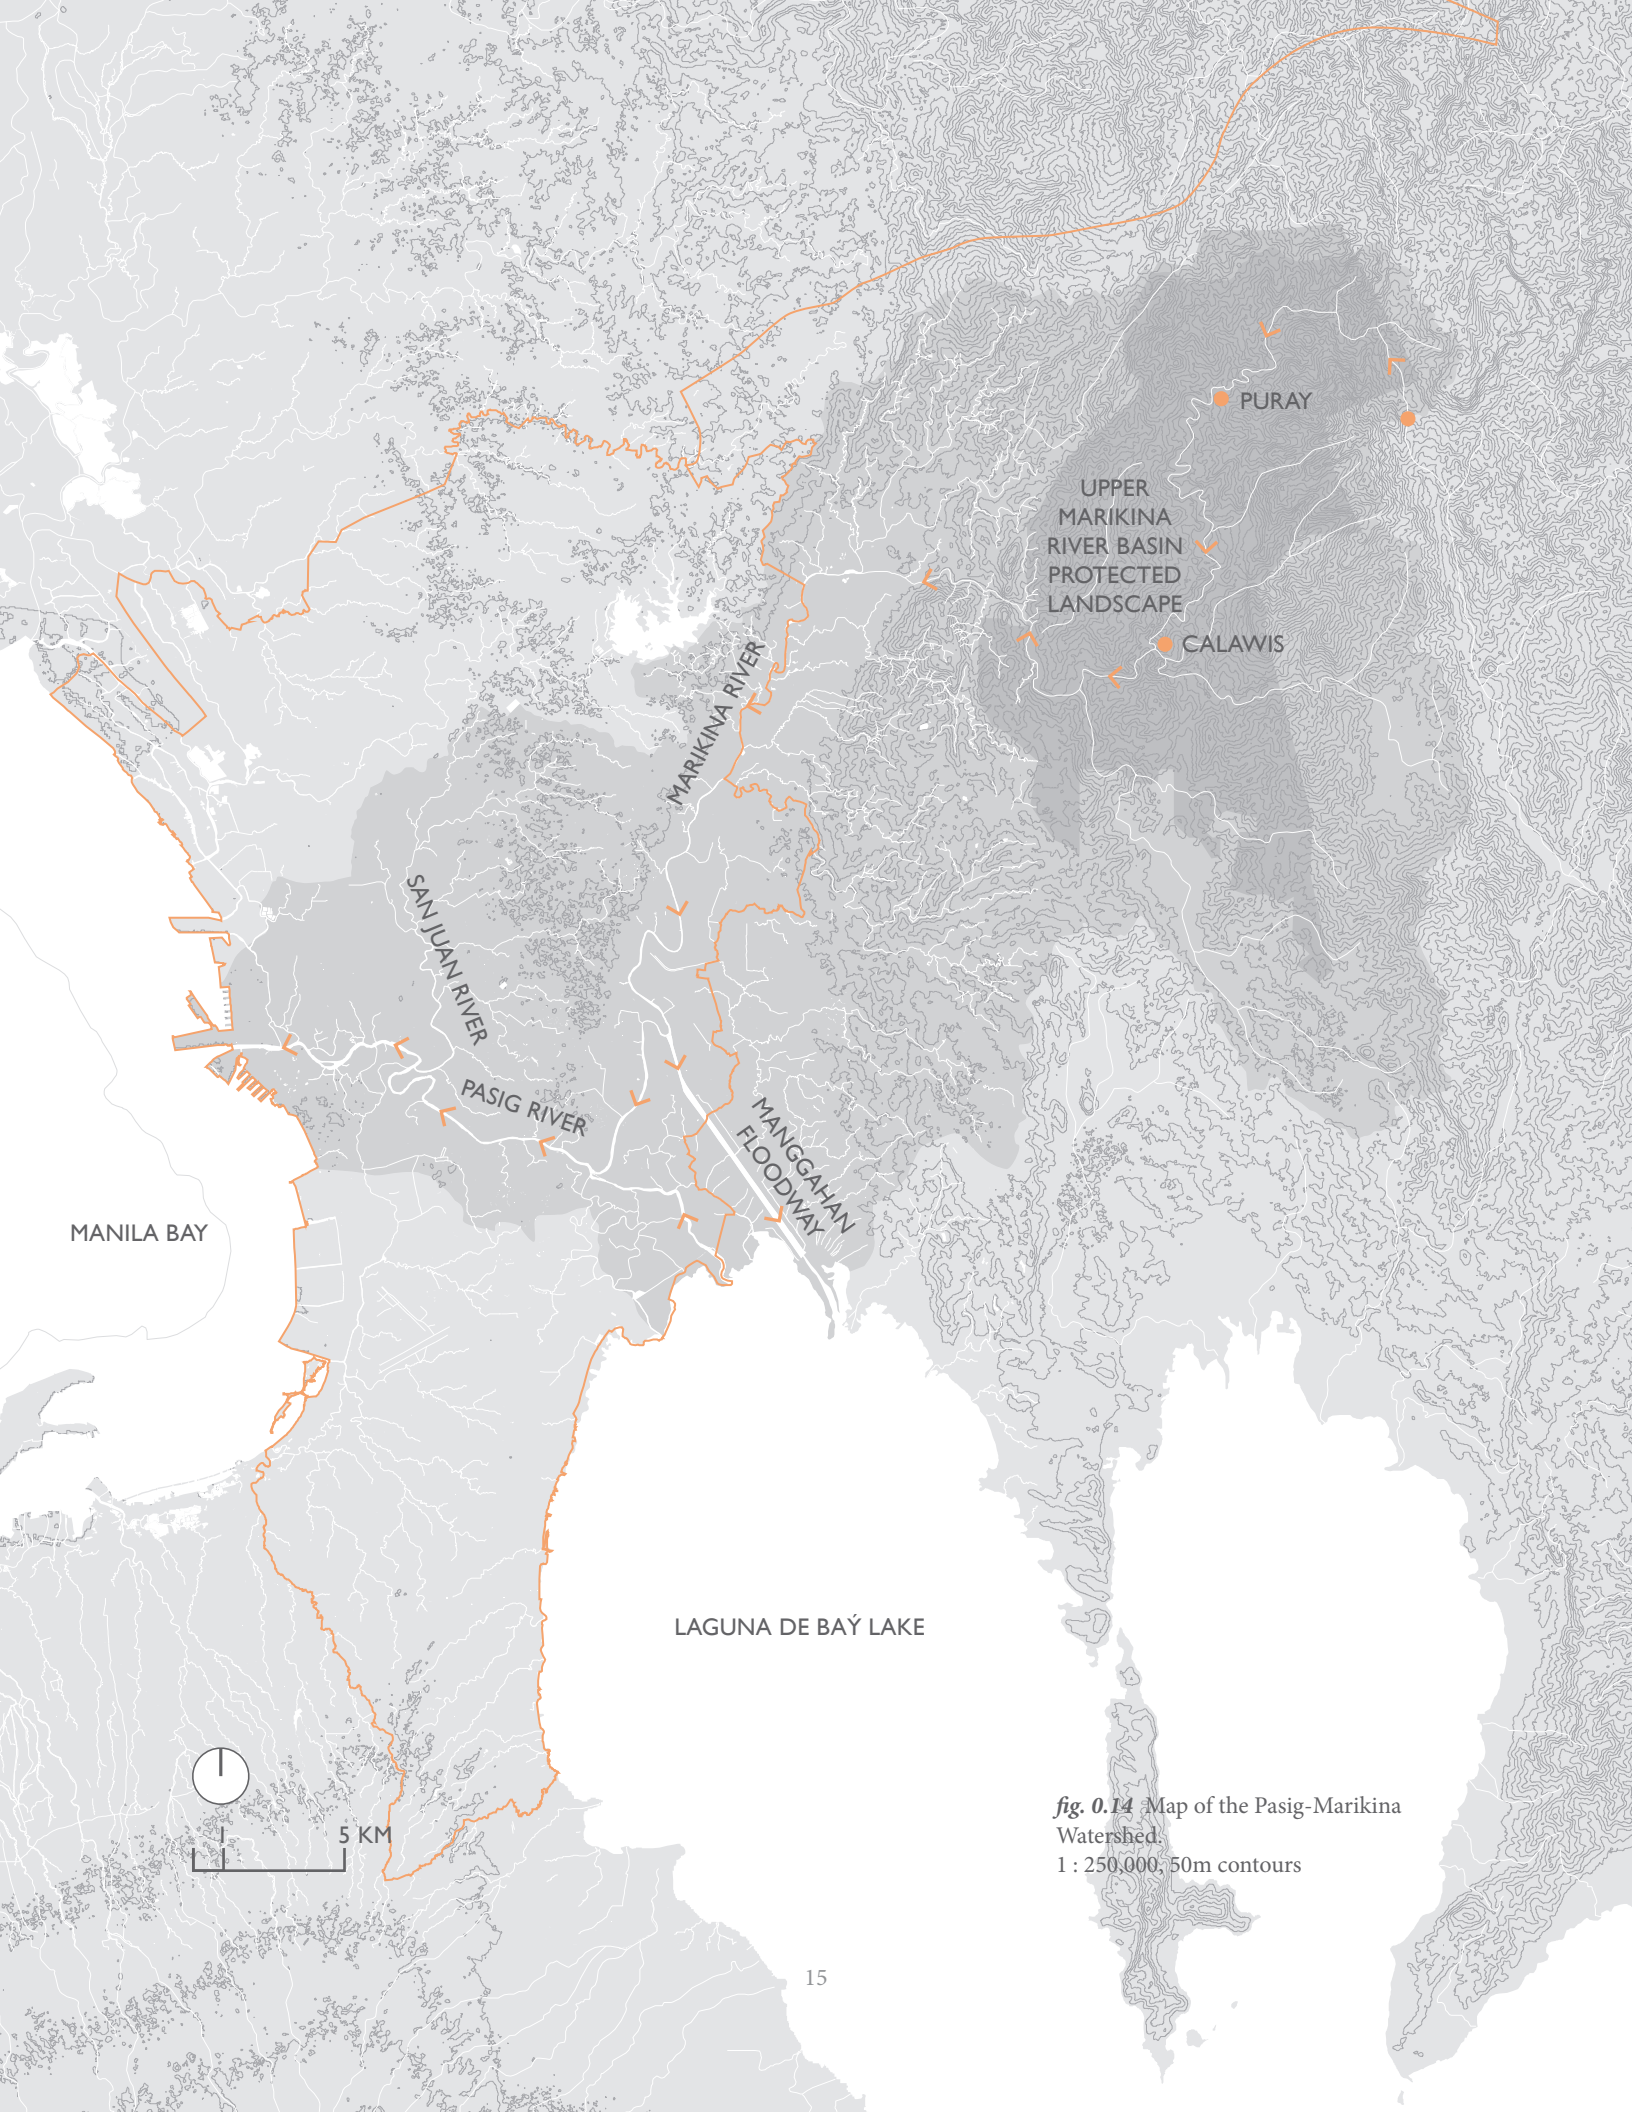 PURAY
UPPER
MARIKINA
RIVER BASIN
PROTECTED
LANDSCAPE
CALAWIS
MARIKINA RIVER
SAN JUAN RIVER
PASIG RIVER
MANGGAHAN
FLOODWAY
MANILA BAY
LAGUNA DE BAÝ LAKE
1
5 KM
fig. 0.14 Map of the Pasig-Marikina
Watershed.
1 : 250,000, 50m contours
15